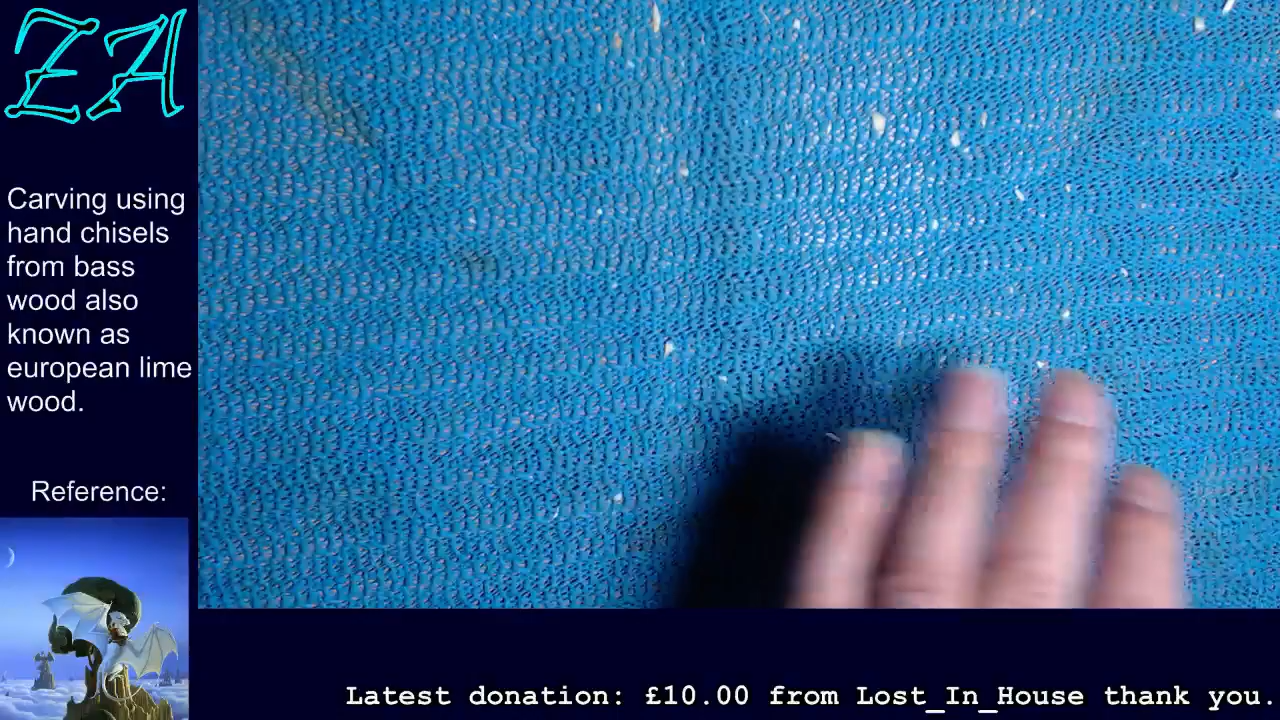 ZA
Carving using
hand chisels
from bass
wood also
known as
european lime
wood.
Reference:
Latest donation: £10.00 from Lost_In_House thank you.